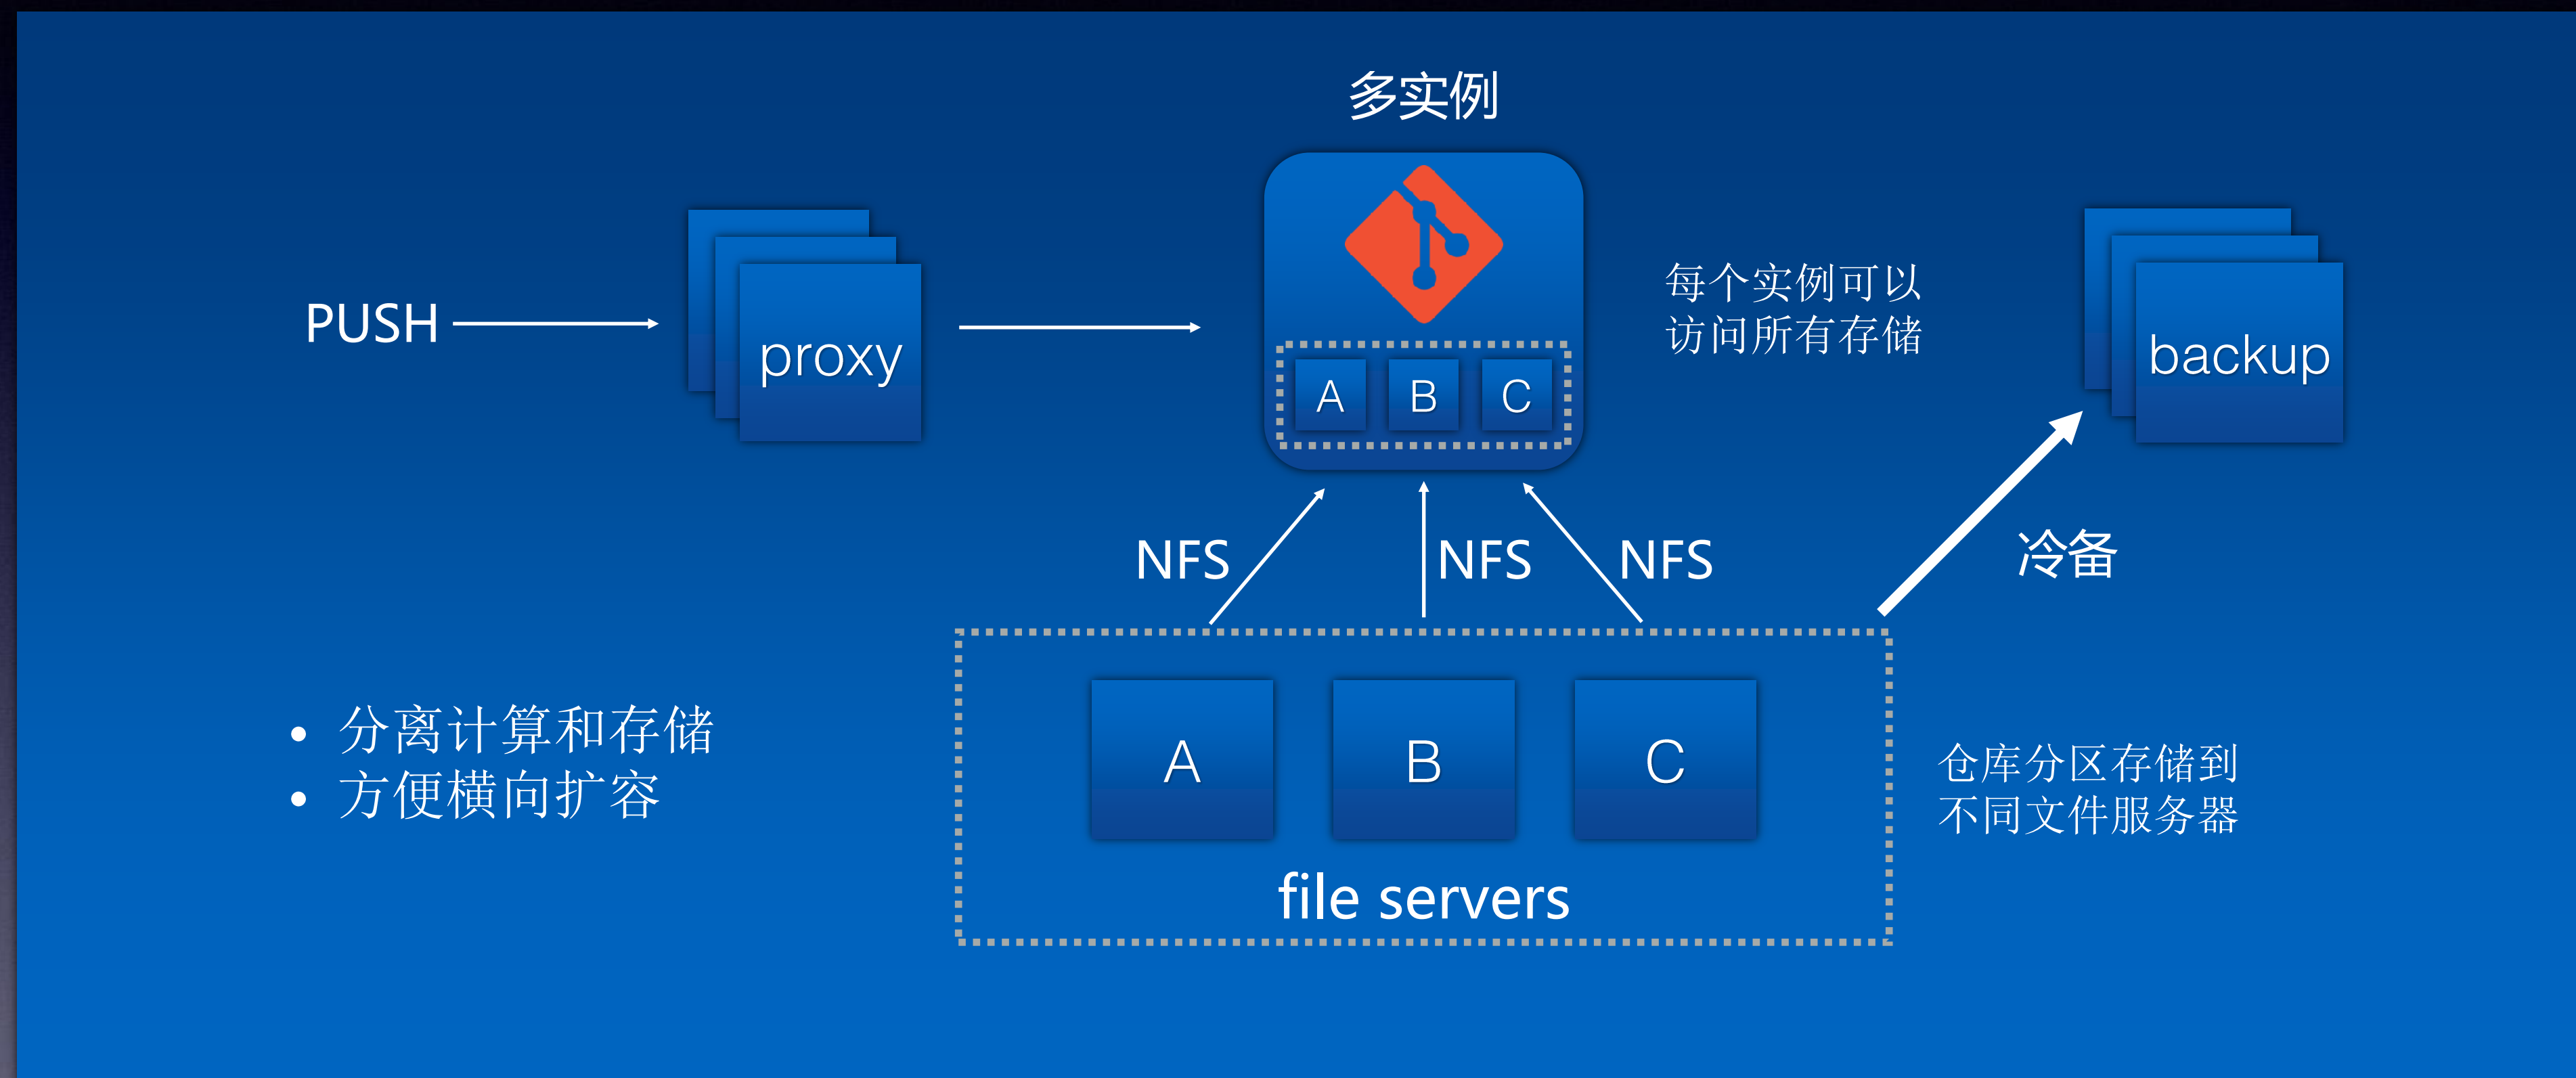 多实例
PUSH
proxy
A B C
每个实例可以
访问所有存储
backup
NFS NFS NFS
冷备
• 分离计算和存储
• 方便横向扩容
A B C
file servers
仓库分区存储到
不同文件服务器